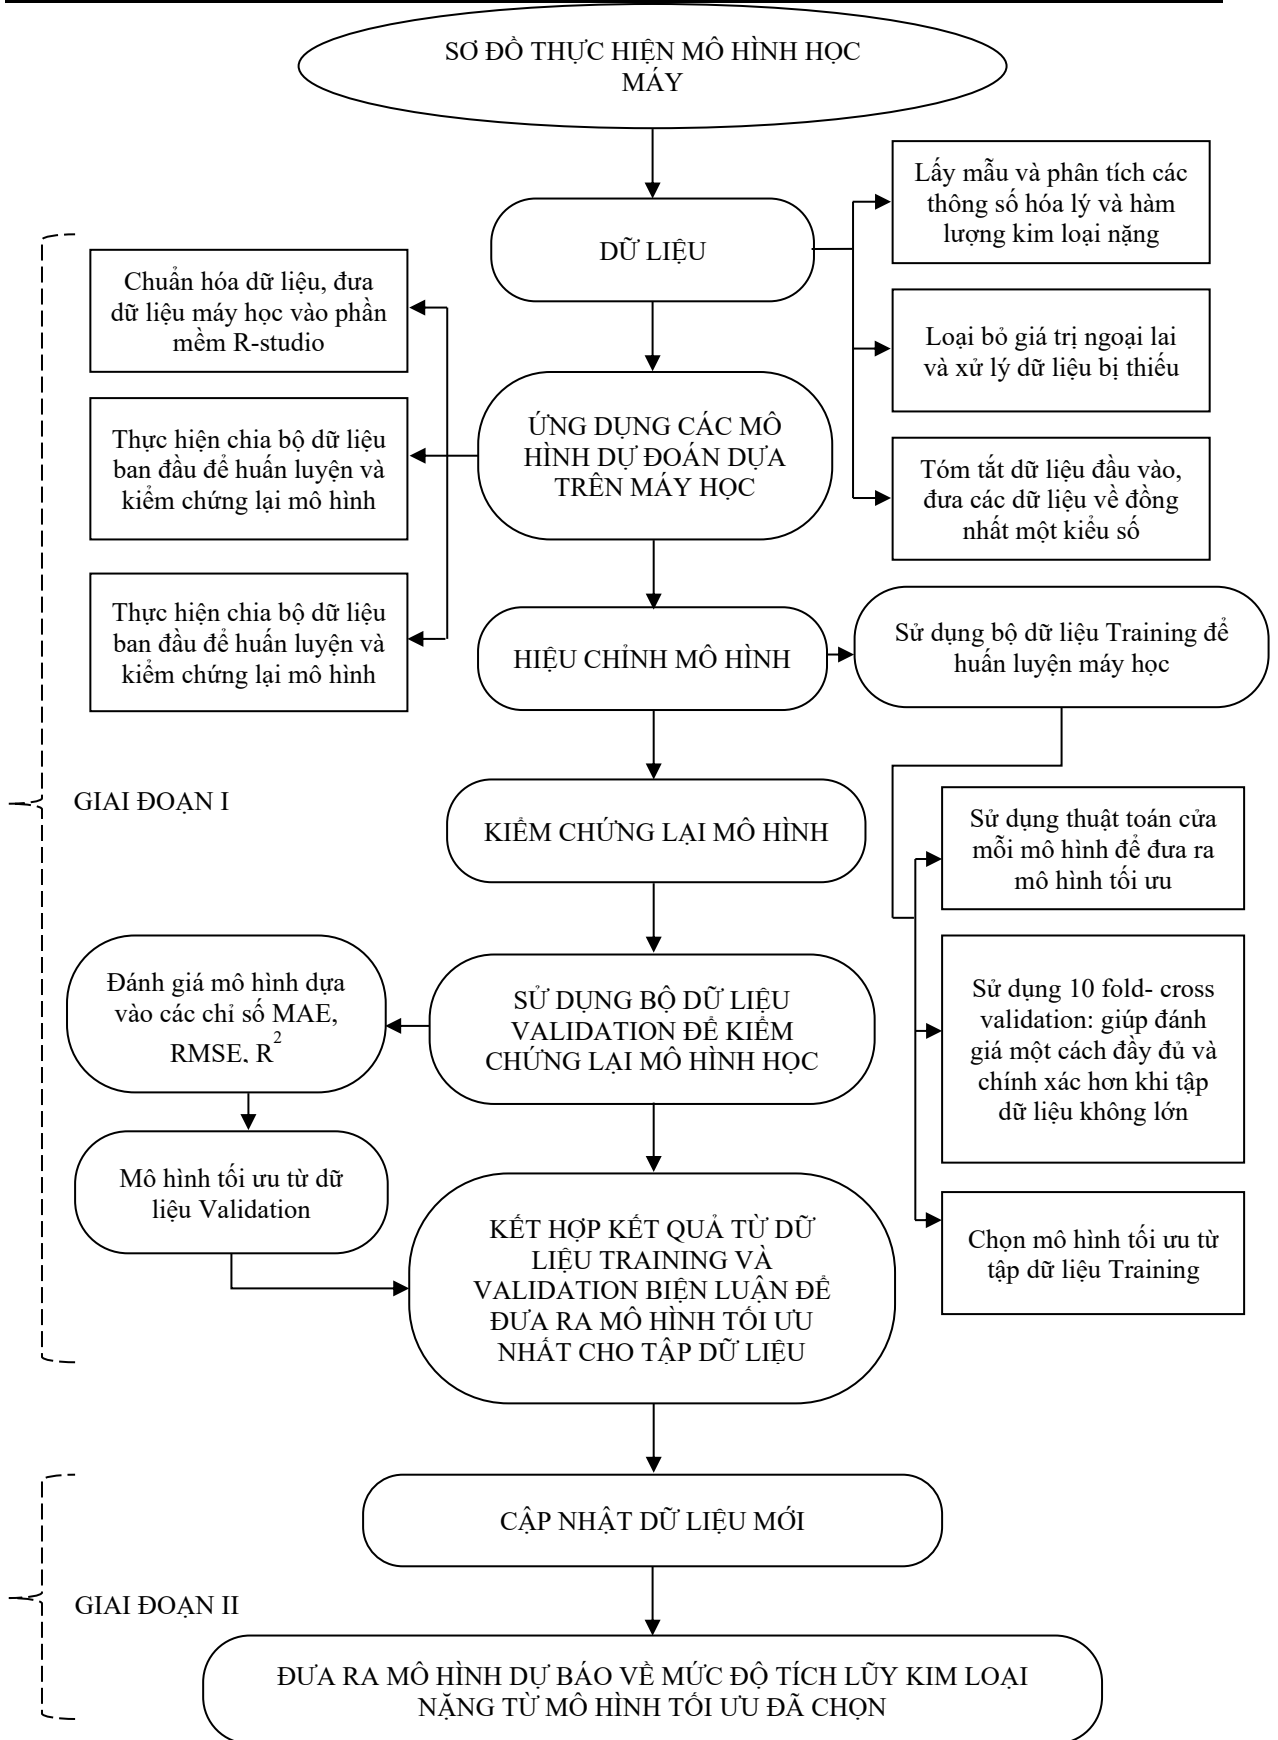 SƠ ĐỒ THỰC HIỆN MÔ HÌNH HỌC
MÁY
DỮ LIỆU
Lấy mẫu và phân tích các
thông số hóa lý và hàm
lượng kim loại nặng
Loại bỏ giá trị ngoại lai
và xử lý dữ liệu bị thiếu
Tóm tắt dữ liệu đầu vào,
đưa các dữ liệu về đồng
nhất một kiểu số
Chuẩn hóa dữ liệu, đưa
dữ liệu máy học vào phần
mềm R-studio
Thực hiện chia bộ dữ liệu
ban đầu để huấn luyện và
kiểm chứng lại mô hình
Thực hiện chia bộ dữ liệu
ban đầu để huấn luyện và
kiểm chứng lại mô hình
ỨNG DỤNG CÁC MÔ
HÌNH DỰ ĐOÁN DỰA
TRÊN MÁY HỌC
HIỆU CHỈNH MÔ HÌNH
Sử dụng bộ dữ liệu Training để
huấn luyện máy học
GIAI ĐOẠN I
KIỂM CHỨNG LẠI MÔ HÌNH
Sử dụng thuật toán cửa
mỗi mô hình để đưa ra
mô hình tối ưu
Sử dụng 10 fold- cross
validation: giúp đánh
giá một cách đầy đủ và
chính xác hơn khi tập
dữ liệu không lớn
Chọn mô hình tối ưu từ
tập dữ liệu Training
SỬ DỤNG BỘ DỮ LIỆU
VALIDATION ĐỂ KIỂM
CHỨNG LẠI MÔ HÌNH HỌC
Đánh giá mô hình dựa
vào các chỉ số MAE,
RMSE, R²
Mô hình tối ưu từ dữ
liệu Validation
KẾT HỢP KẾT QUẢ TỪ DỮ
LIỆU TRAINING VÀ
VALIDATION BIỆN LUẬN ĐỂ
ĐƯA RA MÔ HÌNH TỐI ƯU
NHẤT CHO TẬP DỮ LIỆU
CẬP NHẬT DỮ LIỆU MỚI
GIAI ĐOẠN II
ĐƯA RA MÔ HÌNH DỰ BÁO VỀ MỨC ĐỘ TÍCH LŨY KIM LOẠI
NẶNG TỪ MÔ HÌNH TỐI ƯU ĐÃ CHỌN